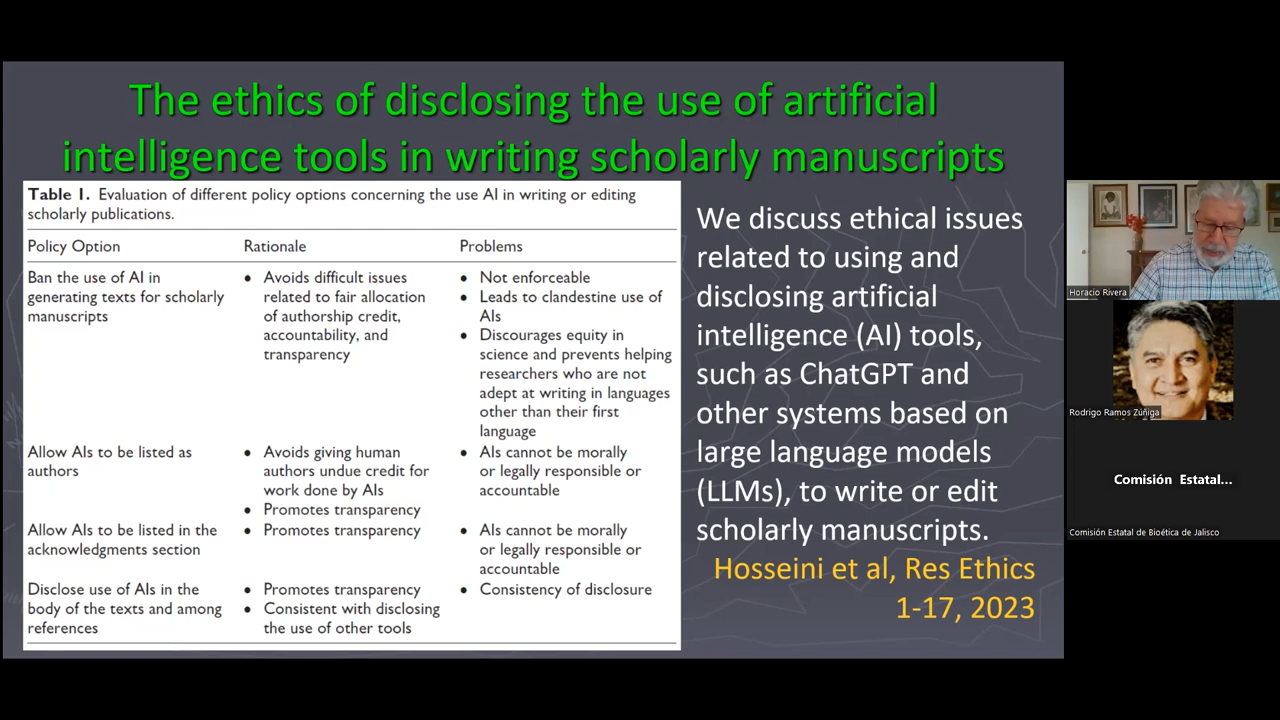 The ethics of disclosing the use of artificial
intelligence tools in writing scholarly manuscripts
Table 1. Evaluation of different policy options concerning the use AI in writing or editing
scholarly publications.
Policy Option Rationale Problems
Ban the use of AI in
generating texts for scholarly
manuscripts
• Avoids difficult issues
related to fair allocation
of authorship credit,
accountability, and
transparency
• Not enforceable
• Leads to clandestine use of
AIs
• Discourages equity in
science and prevents helping
researchers who are not
adept at writing in languages
other than their first
language
Allow AIs to be listed as
authors
• Avoids giving human
authors undue credit for
work done by AIs
• Promotes transparency
• AIs cannot be morally
or legally responsible or
accountable
Allow AIs to be listed in the
acknowledgments section
• Promotes transparency
• AIs cannot be morally
or legally responsible or
accountable
Disclose use of AIs in the
body of the texts and among
references
• Promotes transparency
• Consistent with disclosing
the use of other tools
• Consistency of disclosure
We discuss ethical issues
related to using and
disclosing artificial
intelligence (AI) tools,
such as ChatGPT and
other systems based on
large language models
(LLMs), to write or edit
scholarly manuscripts.
Hosseini et al, Res Ethics
1-17, 2023
Horacio Rivera
Rodrigo Ramos Zúñiga
Comisión Estatal...
Comisión Estatal de Bioética de Jalisco